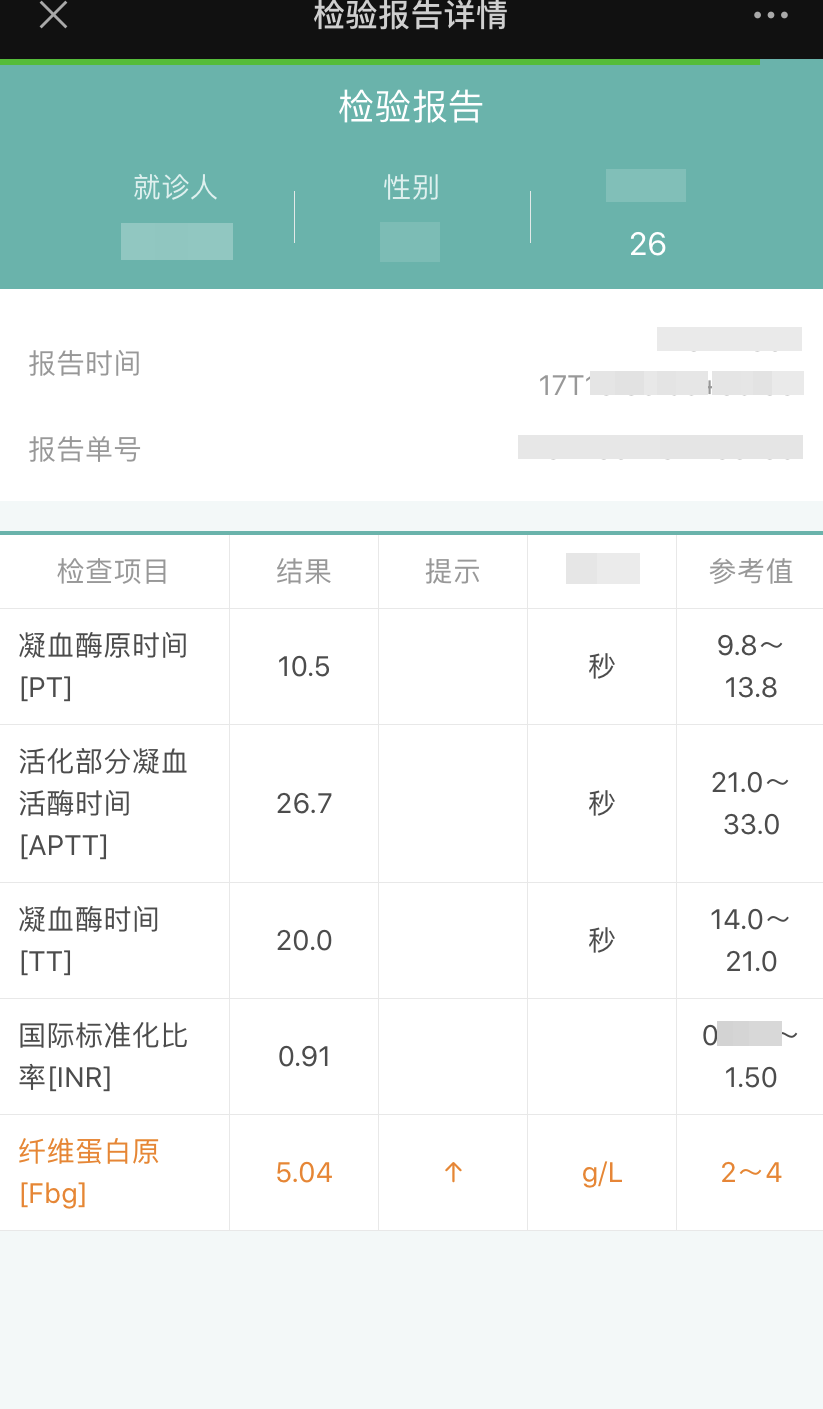 检验报告详情
检验报告
就诊人 性别
26
报告时间
17T
报告单号
检查项目 结果 提示 参考值
凝血酶原时间
[PT]
10.5 秒
9.8～
13.8
活化部分凝血
活酶时间
[APTT]
26.7 秒
21.0～
33.0
凝血酶时间
[TT]
20.0 秒
14.0～
21.0
国际标准化比
率[INR]
0.91
0 ～
1.50
纤维蛋白原
[Fbg]
5.04 ↑ g/L 2～4